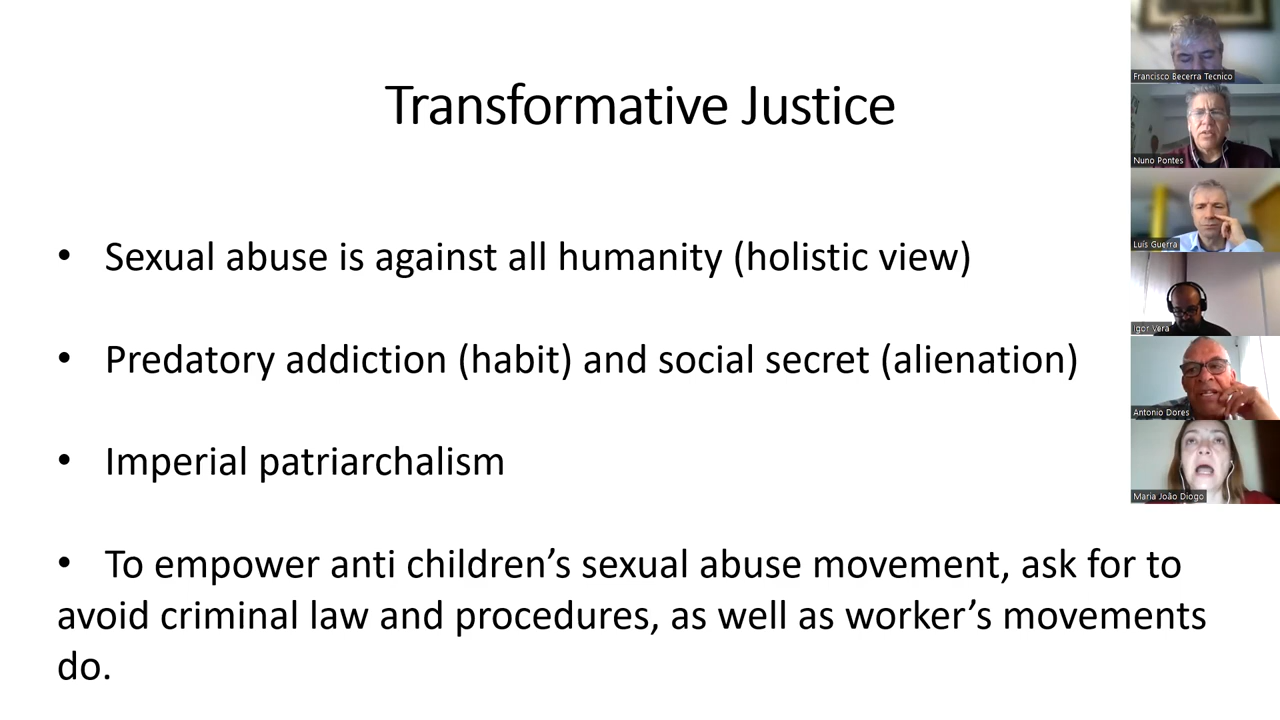 Transformative Justice
• Sexual abuse is against all humanity (holistic view)
• Predatory addiction (habit) and social secret (alienation)
• Imperial patriarchalism
• To empower anti children’s sexual abuse movement, ask for to
avoid criminal law and procedures, as well as worker’s movements
do.
Francisco Becerra Tecnico
Nuno Pontes
Luís Guerra
Igor Vera
Antonio Dores
Maria João Diogo